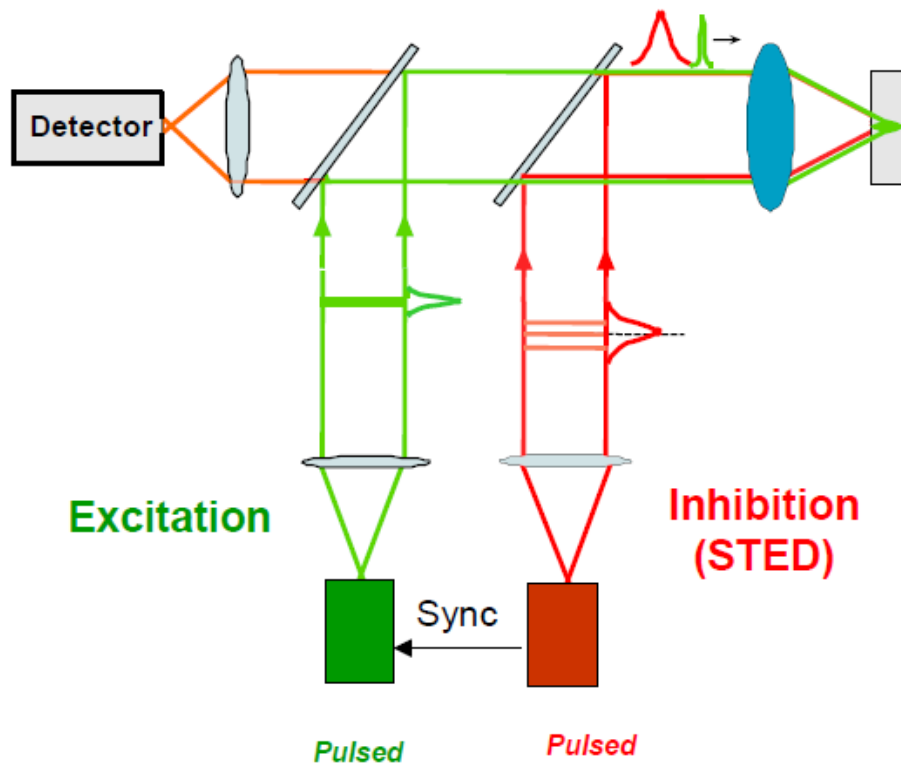 Detector
Excitation
Inhibition
(STED)
Sync
Pulsed
Pulsed